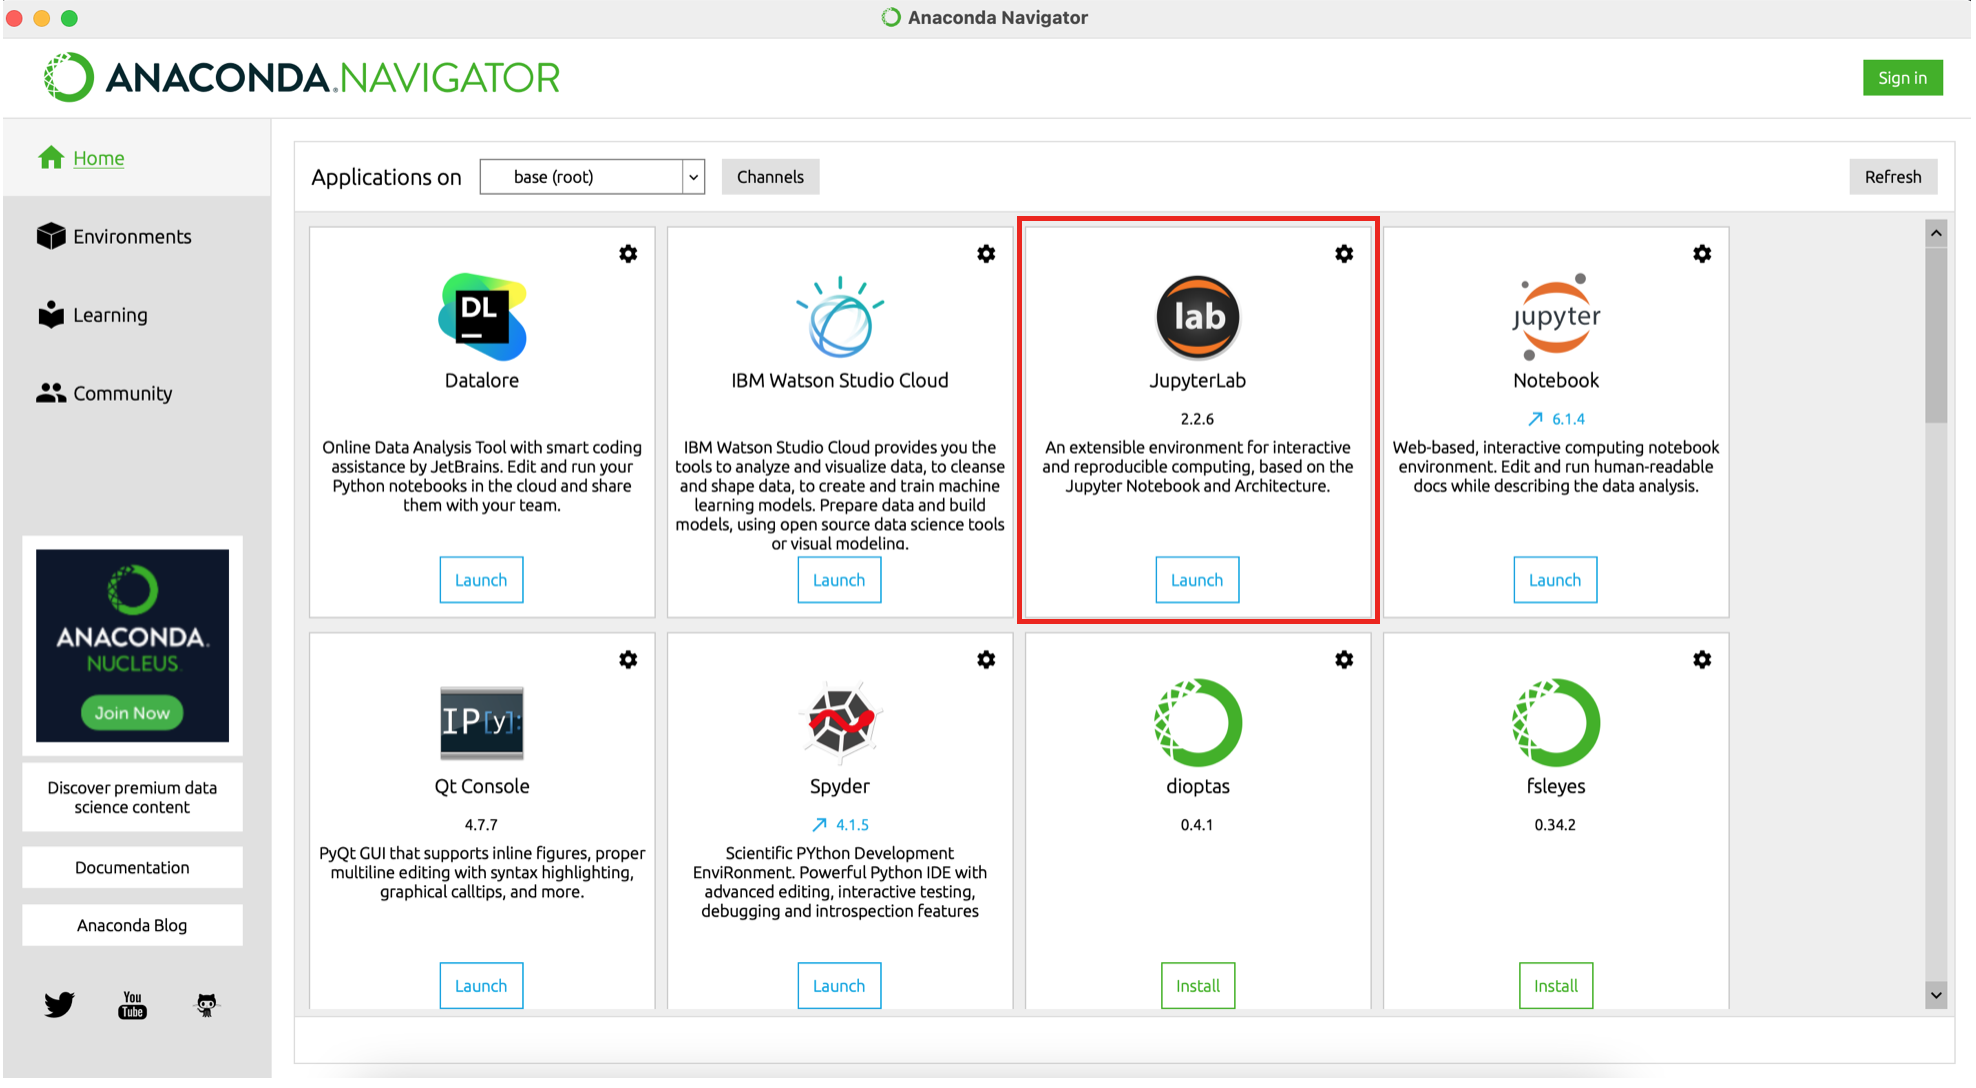 Anaconda Navigator
ANACONDA.NAVIGATOR
Sign in
Home
Environments
Learning
Community
ANACONDA.
NUCLEUS
Join Now
Discover premium data
science content
Documentation
Anaconda Blog
You
Tube
Applications on
base (root)
Channels
Refresh
DL
Datalore
Online Data Analysis Tool with smart coding
assistance by JetBrains. Edit and run your
Python notebooks in the cloud and share
them with your team.
Launch
IBM Watson Studio Cloud
IBM Watson Studio Cloud provides you the
tools to analyze and visualize data, to cleanse
and shape data, to create and train machine
learning models. Prepare data and build
models, using open source data science tools
or visual modeling.
Launch
lab
JupyterLab
2.2.6
An extensible environment for interactive
and reproducible computing, based on the
Jupyter Notebook and Architecture.
Launch
jupyter
Notebook
6.1.4
Web-based, interactive computing notebook
environment. Edit and run human-readable
docs while describing the data analysis.
Launch
IP[y]:
Qt Console
4.7.7
PyQt GUI that supports inline figures, proper
multiline editing with syntax highlighting,
graphical calltips, and more.
Launch
Spyder
4.1.5
Scientific PYthon Development
EnviRonment. Powerful Python IDE with
advanced editing, interactive testing,
debugging and introspection features
Launch
dioptas
0.4.1
Install
fsleyes
0.34.2
Install